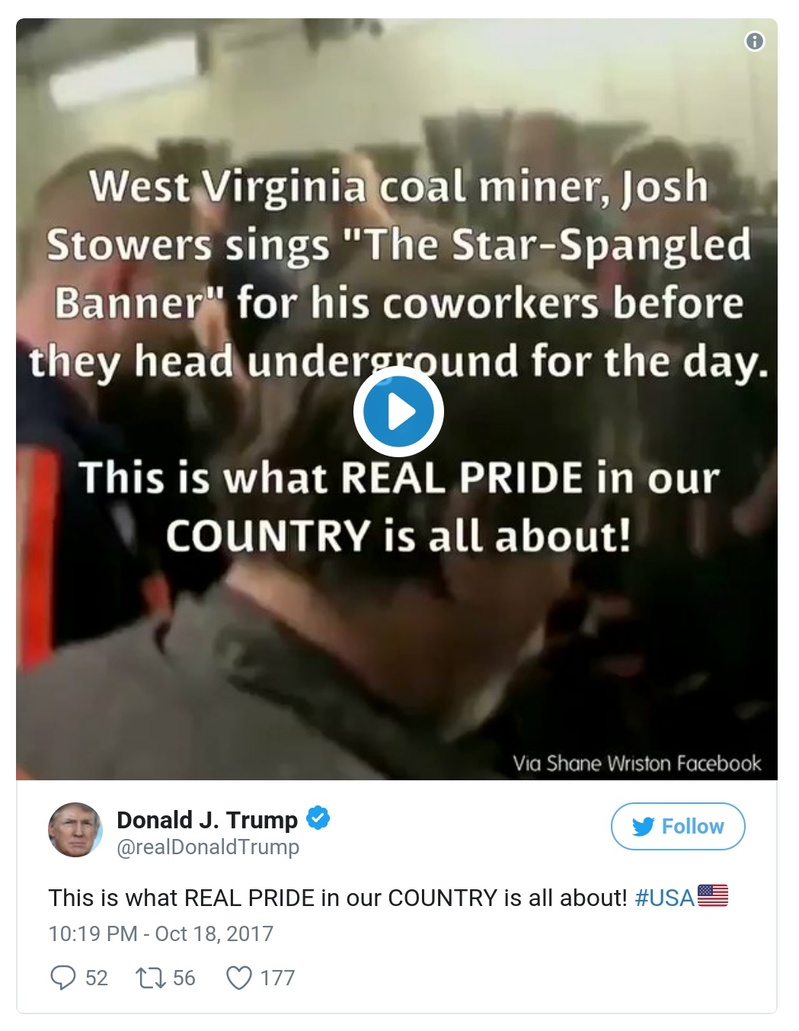 West Virginia coal miner, Josh
Stowers sings "The Star-Spangled
Banner" for his coworkers before
they head underground for the day.
This is what REAL PRIDE in our
COUNTRY is all about!
Via Shane Wriston Facebook
Donald J. Trump
@realDonaldTrump
Follow
This is what REAL PRIDE in our COUNTRY is all about! #USA🇺🇸
10:19 PM - Oct 18, 2017
52 56 177